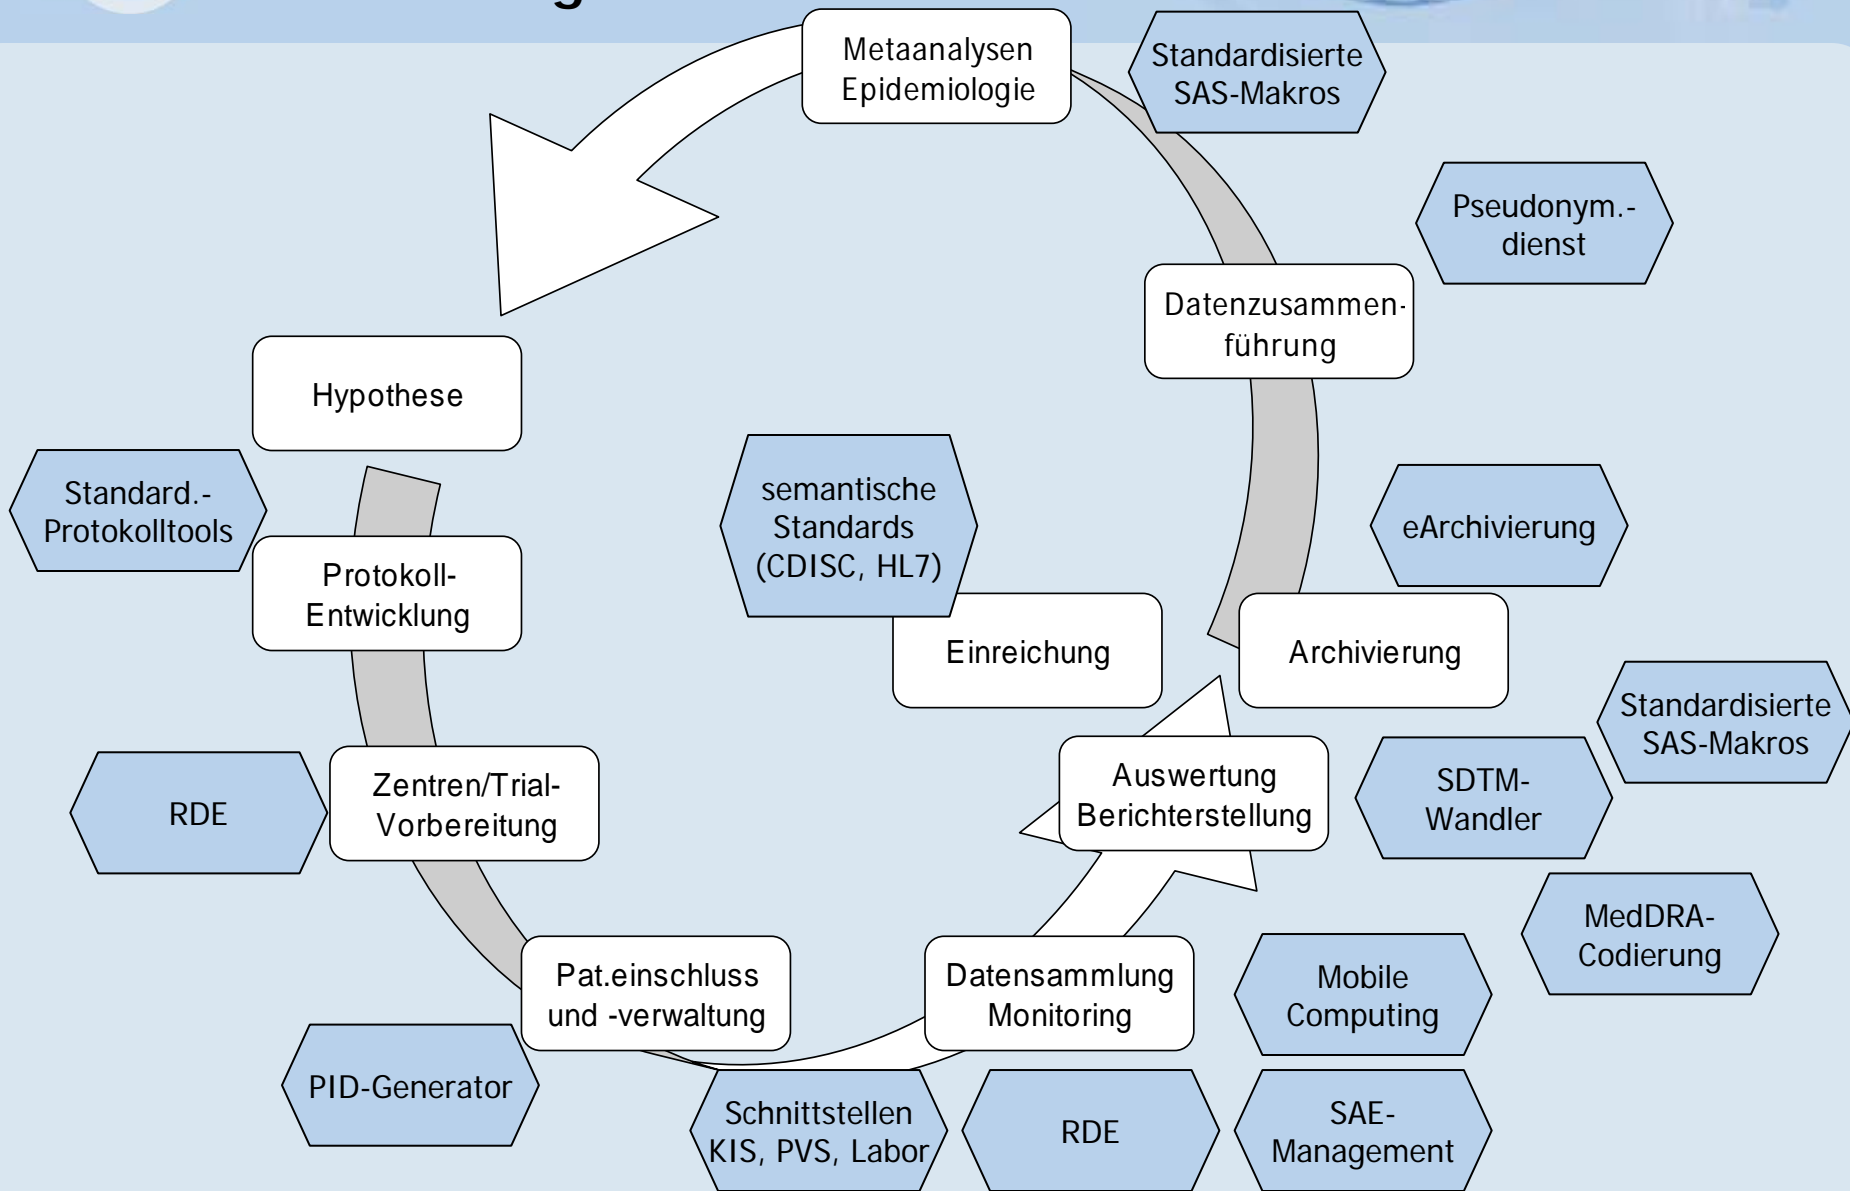 Metaanalysen
Epidemiologie
Standardisierte
SAS-Makros
Pseudonym.-
dienst
Datenzusammen-
führung
Hypothese
Standard.-
Protokolltools
semantische
Standards
(CDISC, HL7)
eArchivierung
Protokoll-
Entwicklung
Einreichung
Archivierung
Standardisierte
SAS-Makros
RDE
Zentren/Trial-
Vorbereitung
Auswertung
Berichterstellung
SDTM-
Wandler
MedDRA-
Codierung
Pat.einschluss
und -verwaltung
Datensammlung
Monitoring
Mobile
Computing
PID-Generator
Schnittstellen
KIS, PVS, Labor
RDE
SAE-
Management